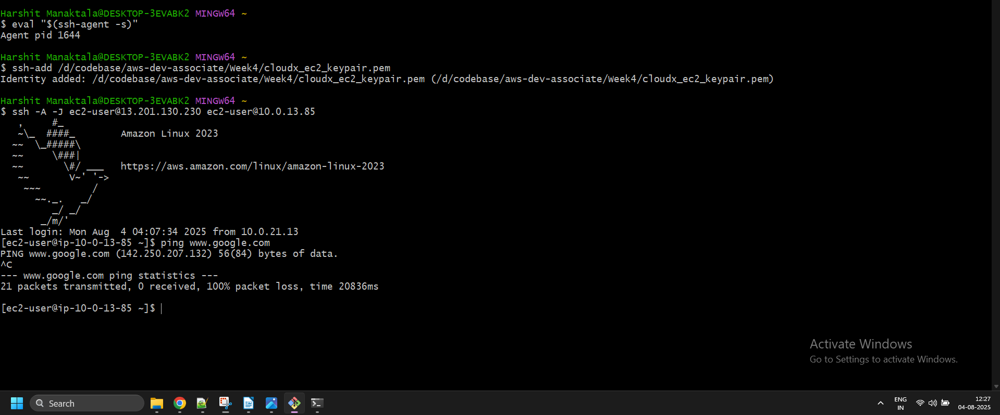 Harshit Manaktala@DESKTOP-3EVABK2 MINGW64 ~
$ eval "$(ssh-agent -s)"
Agent pid 1644
Harshit Manaktala@DESKTOP-3EVABK2 MINGW64 ~
$ ssh-add /d/codebase/aws-dev-associate/Week4/cloudx_ec2_keypair.pem
Identity added: /d/codebase/aws-dev-associate/Week4/cloudx_ec2_keypair.pem (/d/codebase/aws-dev-associate/Week4/cloudx_ec2_keypair.pem)
Harshit Manaktala@DESKTOP-3EVABK2 MINGW64 ~
$ ssh -A -J ec2-user@13.201.130.230 ec2-user@10.0.13.85
   ,     #_
   ~\_  ####_        Amazon Linux 2023
  ~~  \_#####\
  ~~     \###|
  ~~       \#/ ___   https://aws.amazon.com/linux/amazon-linux-2023
   ~~       V~' '->
    ~~~         /
      ~~._.   _/
         _/ _/
       _/m/'
Last login: Mon Aug  4 04:07:34 2025 from 10.0.21.13
[ec2-user@ip-10-0-13-85 ~]$ ping www.google.com
PING www.google.com (142.250.207.132) 56(84) bytes of data.
^C
--- www.google.com ping statistics ---
21 packets transmitted, 0 received, 100% packet loss, time 20836ms
[ec2-user@ip-10-0-13-85 ~]$
Activate Windows
Go to Settings to activate Windows.
Search
ENG
IN
12:27
04-08-2025